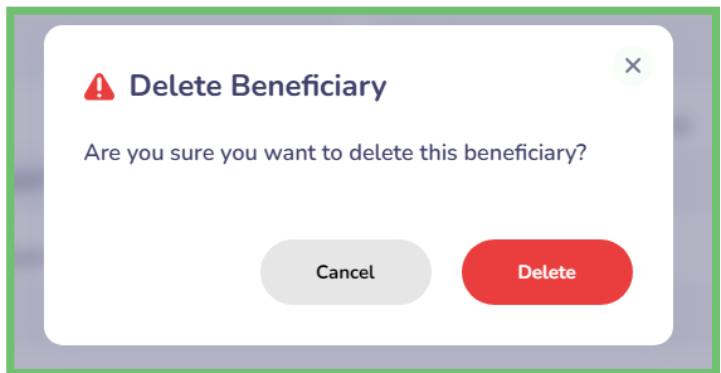 Delete Beneficiary
Are you sure you want to delete this beneficiary?
Cancel
Delete